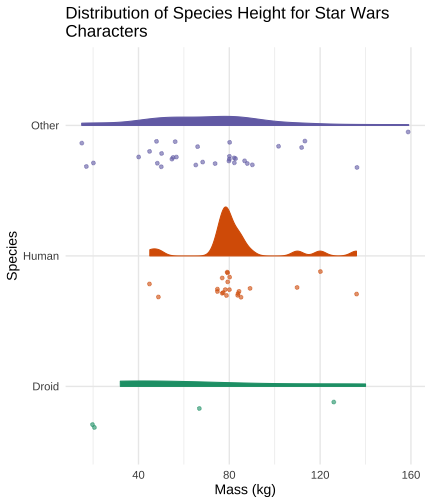 Distribution of Species Height for Star Wars
Characters
Other
Human
Droid
Species
40 80 120 160
Mass (kg)